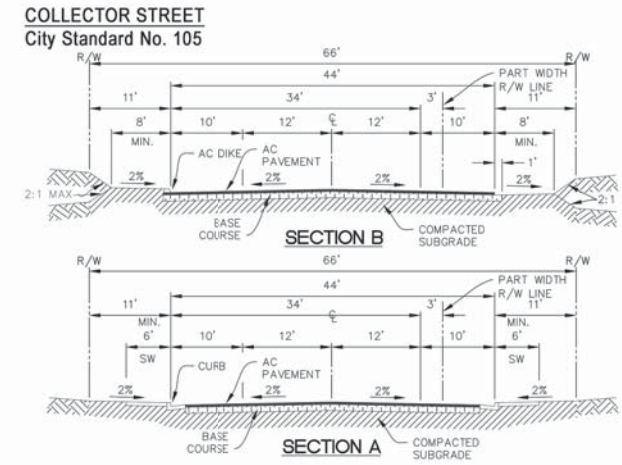 COLLECTOR STREET
City Standard No. 105
R/W 66' R/W
44' PART WIDTH
R/W LINE
11' 34' ℄ 3' 11'
8' 10' 12' 12' 10' 8'
MIN. MIN.
AC DIKE AC
PAVEMENT 1'
2% 2% 2% 2%
2:1 MAX 2:1
BASE
COURSE
COMPACTED
SUBGRADE
SECTION B
R/W 66' R/W
44' PART WIDTH
R/W LINE
11' 34' ℄ 3' 11'
MIN. MIN.
6' 10' 12' 12' 10' 6'
SW SW
CURB AC
PAVEMENT
2% 2% 2% 2%
BASE
COURSE
COMPACTED
SUBGRADE
SECTION A